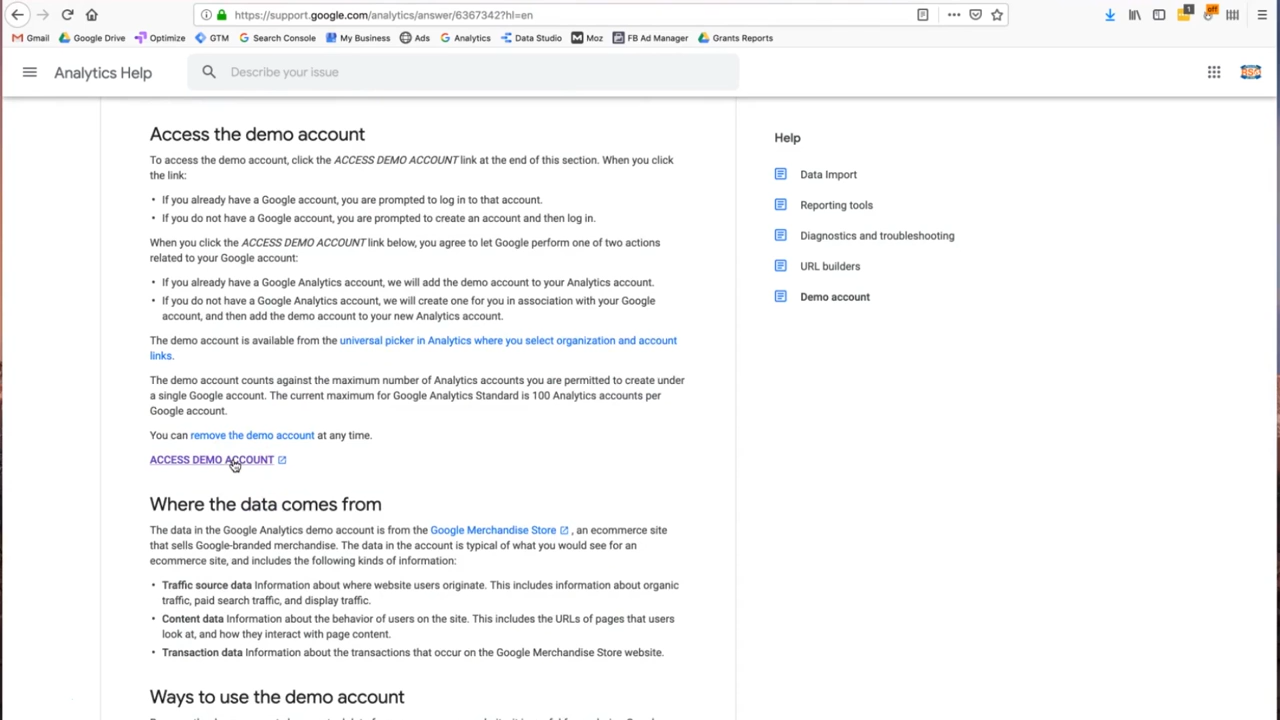 https://support.google.com/analytics/answer/6367342?hl=en
1
off
Gmail Google Drive Optimize GTM Search Console My Business Ads Analytics Data Studio Moz FB Ad Manager Grants Reports
Analytics Help
Describe your issue
Access the demo account
To access the demo account, click the ACCESS DEMO ACCOUNT link at the end of this section. When you click
the link:
• If you already have a Google account, you are prompted to log in to that account.
• If you do not have a Google account, you are prompted to create an account and then log in.
When you click the ACCESS DEMO ACCOUNT link below, you agree to let Google perform one of two actions
related to your Google account:
• If you already have a Google Analytics account, we will add the demo account to your Analytics account.
• If you do not have a Google Analytics account, we will create one for you in association with your Google
account, and then add the demo account to your new Analytics account.
The demo account is available from the universal picker in Analytics where you select organization and account
links.
The demo account counts against the maximum number of Analytics accounts you are permitted to create under
a single Google account. The current maximum for Google Analytics Standard is 100 Analytics accounts per
Google account.
You can remove the demo account at any time.
ACCESS DEMO ACCOUNT
Where the data comes from
The data in the Google Analytics demo account is from the Google Merchandise Store , an ecommerce site
that sells Google-branded merchandise. The data in the account is typical of what you would see for an
ecommerce site, and includes the following kinds of information:
• Traffic source data Information about where website users originate. This includes information about organic
traffic, paid search traffic, and display traffic.
• Content data Information about the behavior of users on the site. This includes the URLs of pages that users
look at, and how they interact with page content.
• Transaction data Information about the transactions that occur on the Google Merchandise Store website.
Ways to use the demo account
Help
Data Import
Reporting tools
Diagnostics and troubleshooting
URL builders
Demo account